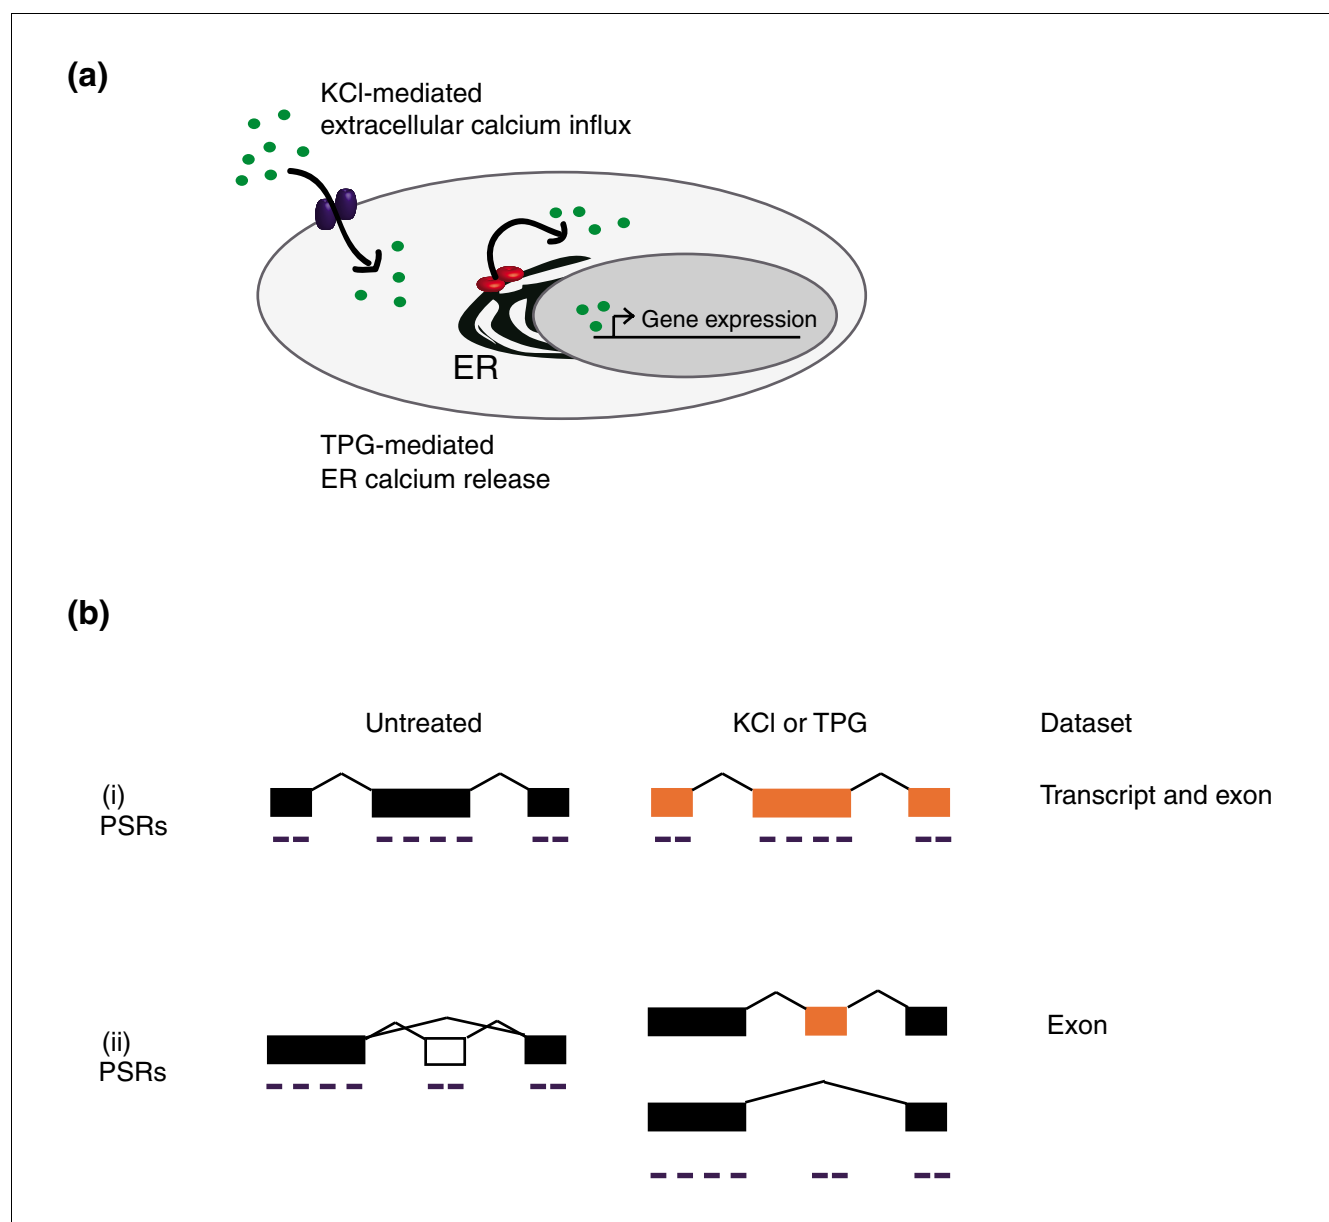 (a)
KCl-mediated
extracellular calcium influx
Gene expression
ER
TPG-mediated
ER calcium release
(b)
Untreated
KCl or TPG
Dataset
(i)
PSRs
Transcript and exon
(ii)
PSRs
Exon